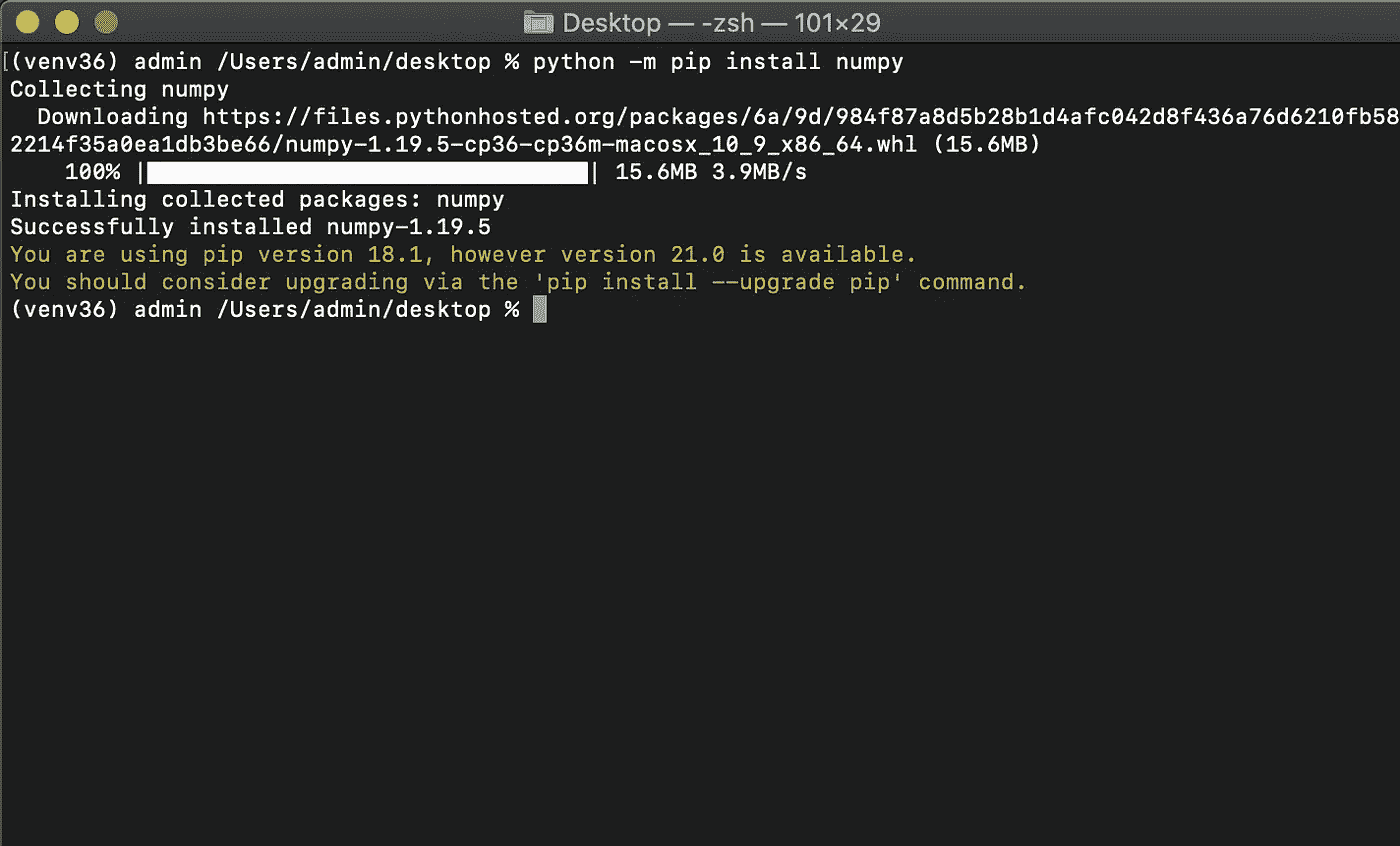 Desktop — -zsh — 101×29
[(venv36) admin /Users/admin/desktop % python -m pip install numpy
Collecting numpy
  Downloading https://files.pythonhosted.org/packages/6a/9d/984f87a8d5b28b1d4afc042d8f436a76d6210fb58
2214f35a0ea1db3be66/numpy-1.19.5-cp36-cp36m-macosx_10_9_x86_64.whl (15.6MB)
    100% |████████████████████████████████| 15.6MB 3.9MB/s
Installing collected packages: numpy
Successfully installed numpy-1.19.5
You are using pip version 18.1, however version 21.0 is available.
You should consider upgrading via the 'pip install --upgrade pip' command.
(venv36) admin /Users/admin/desktop %